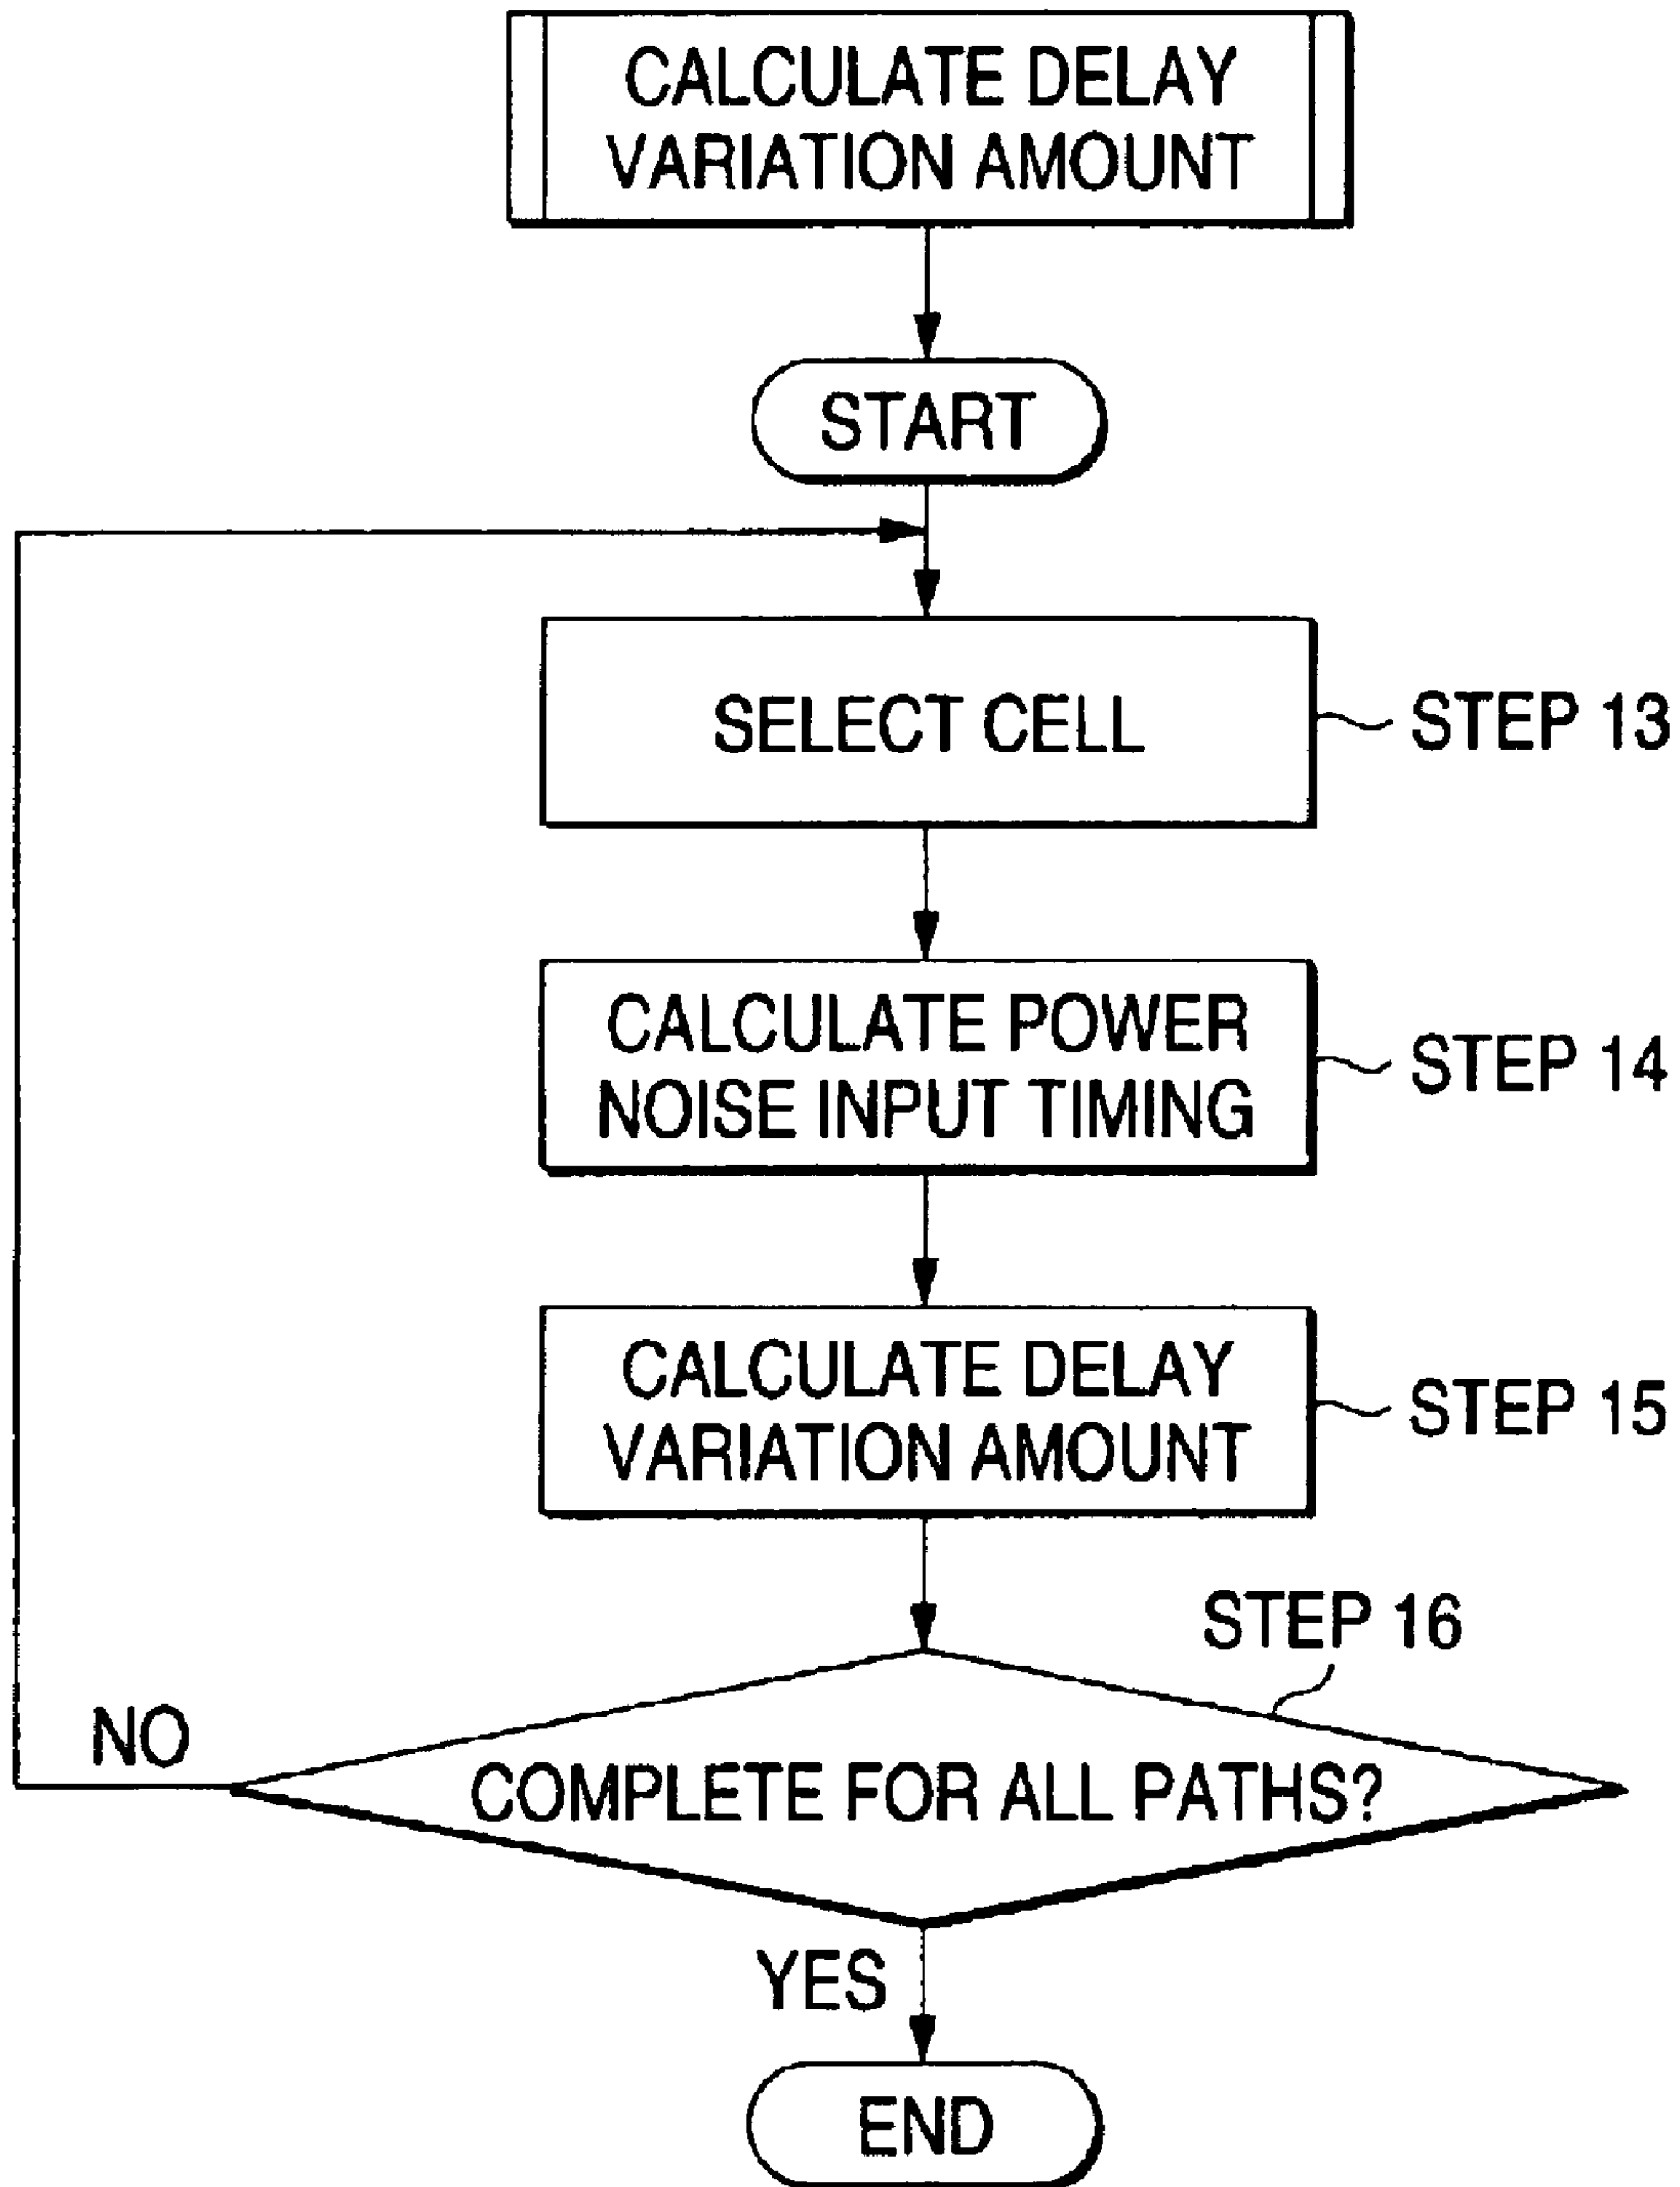 CALCULATE DELAY
VARIATION AMOUNT
START
SELECT CELL
STEP 13
CALCULATE POWER
NOISE INPUT TIMING
STEP 14
CALCULATE DELAY
VARIATION AMOUNT
STEP 15
STEP 16
NO
COMPLETE FOR ALL PATHS?
YES
END